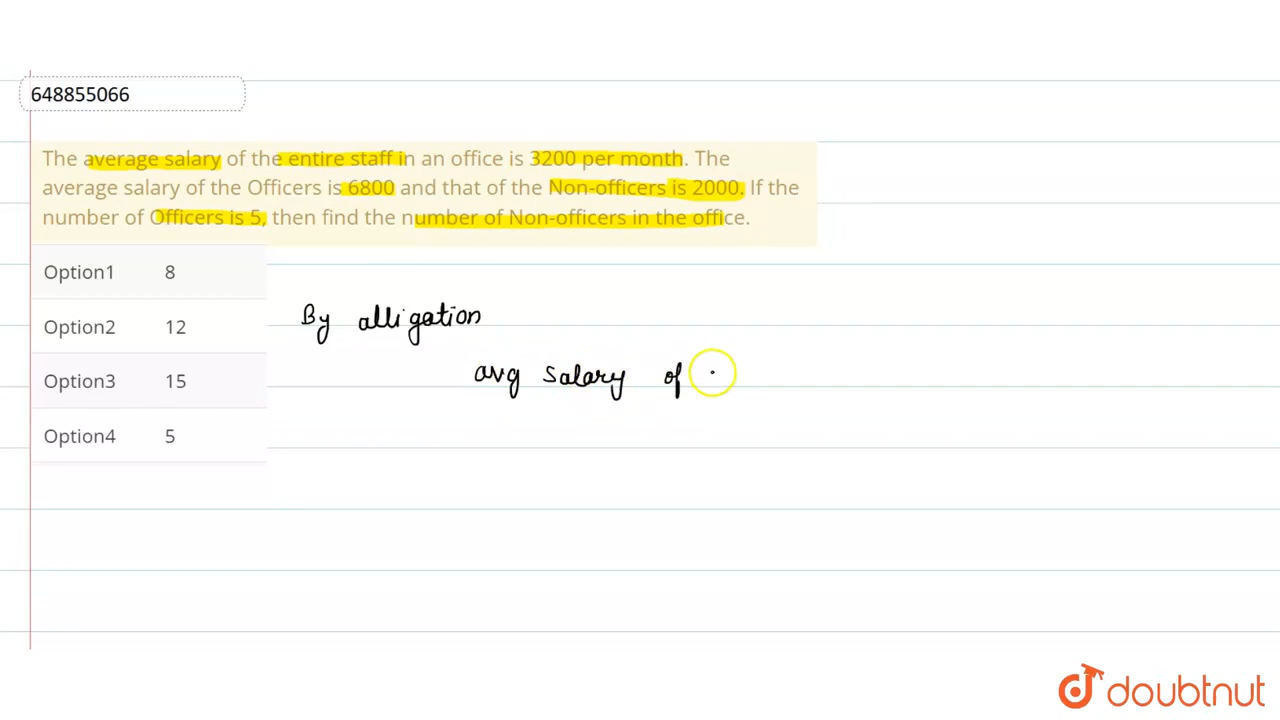 648855066
The average salary of the entire staff in an office is 3200 per month. The
average salary of the Officers is 6800 and that of the Non-officers is 2000. If the
number of Officers is 5, then find the number of Non-officers in the office.
Option1 8
Option2 12
Option3 15
Option4 5
By alligation
avg salary of
doubtnut